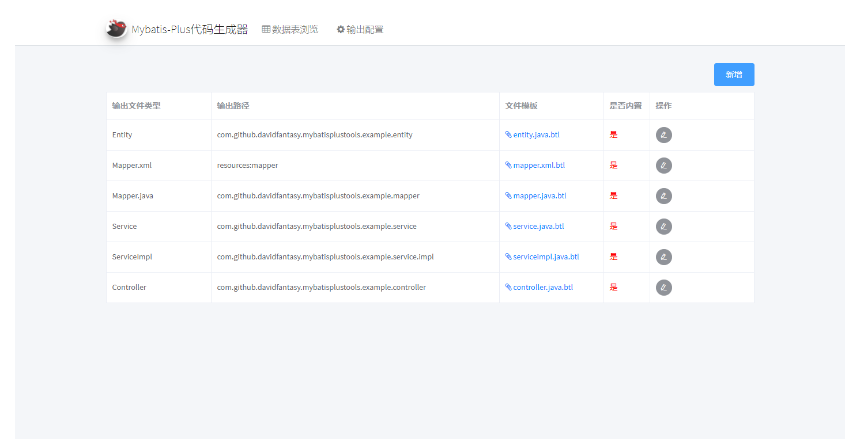 Mybatis-Plus代码生成器 数据表浏览 输出配置
新增
输出文件类型 输出路径 文件模板 是否内置 操作
Entity com.github.davidfantasy.mybatisplustools.example.entity entity.java.btl 是
Mapper.xml resources:mapper mapper.xml.btl 是
Mapper.java com.github.davidfantasy.mybatisplustools.example.mapper mapper.java.btl 是
Service com.github.davidfantasy.mybatisplustools.example.service service.java.btl 是
ServiceImpl com.github.davidfantasy.mybatisplustools.example.service.impl serviceImpl.java.btl 是
Controller com.github.davidfantasy.mybatisplustools.example.controller controller.java.btl 是